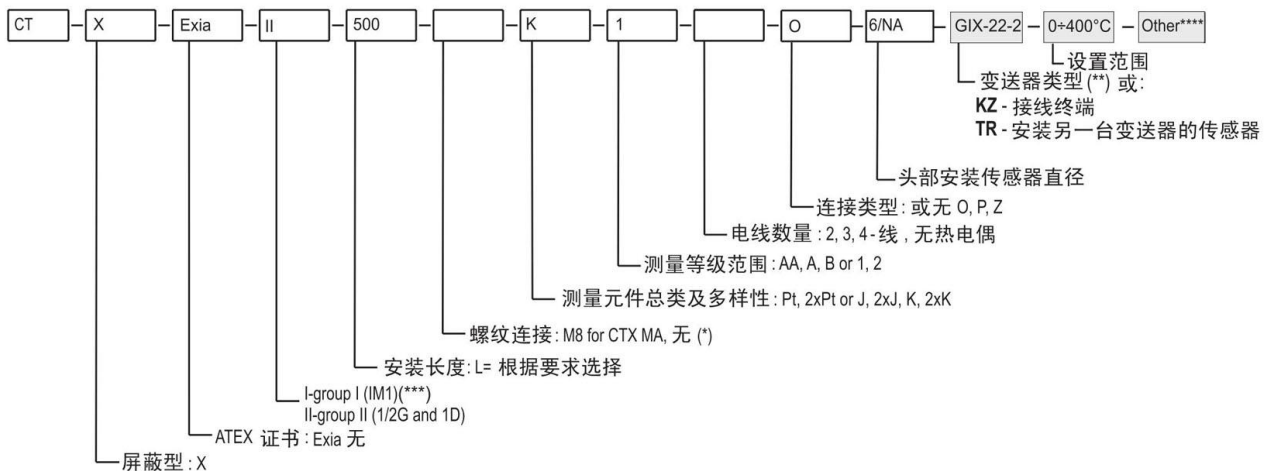 CT – X – Exia – II – 500 – – K – 1 – – O – 6/NA – GIX-22-2 – 0÷400°C – Other****
设置范围
变送器类型(**) 或:
KZ - 接线终端
TR - 安装另一台变送器的传感器
头部安装传感器直径
连接类型: 或无 O, P, Z
电线数量: 2, 3, 4-线 , 无热电偶
测量等级范围: AA, A, B or 1, 2
测量元件总类及多样性: Pt, 2xPt or J, 2xJ, K, 2xK
螺纹连接: M8 for CTX MA, 无 (*)
安装长度: L= 根据要求选择
I-group I (IM1)(***)
II-group II (1/2G and 1D)
ATEX 证书: Exia 无
屏蔽型: X